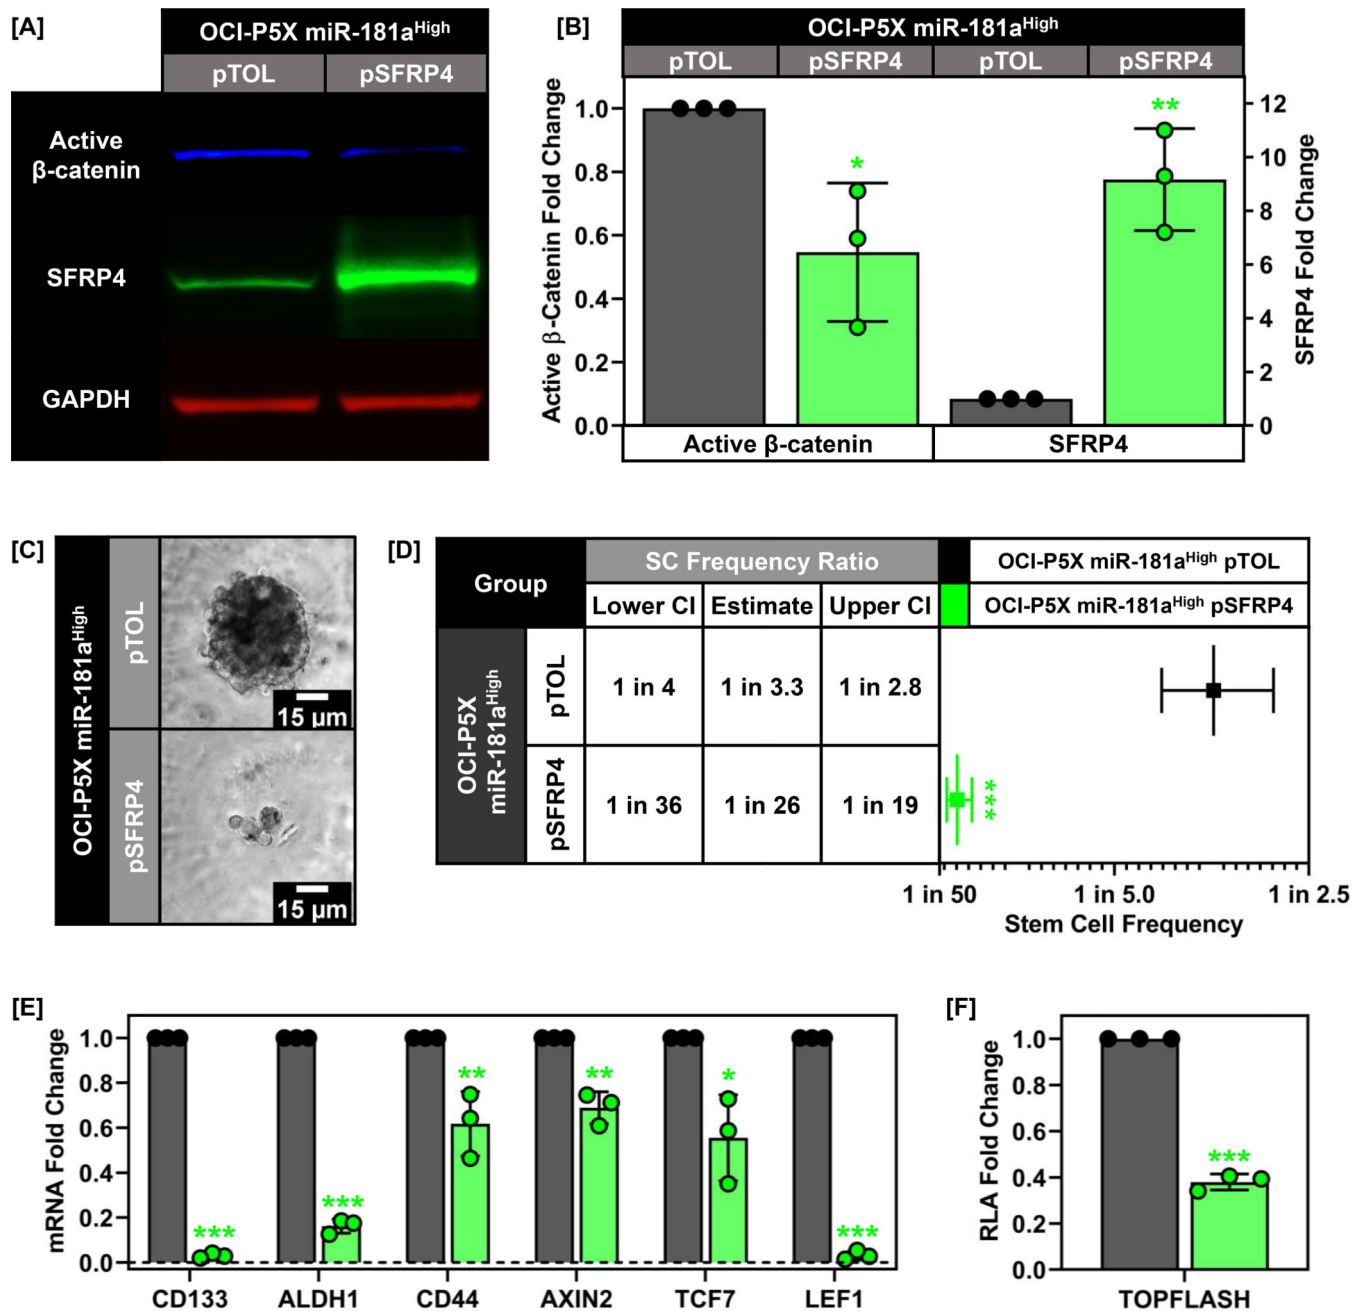 [A]
OCI-P5X miR-181aHigh
pTOL pSFRP4
Active
β-catenin
SFRP4
GAPDH
[B]
OCI-P5X miR-181aHigh
pTOL pSFRP4 pTOL pSFRP4
Active β-Catenin Fold Change
1.0
0.8
0.6
0.4
0.2
0.0
*
**
12
10
8
6
4
2
0
SFRP4 Fold Change
Active β-catenin SFRP4
[C]
OCI-P5X miR-181aHigh
pTOL
15 µm
pSFRP4
15 µm
[D]
Group
SC Frequency Ratio
Lower CI Estimate Upper CI
OCI-P5X miR-181aHigh pTOL
OCI-P5X miR-181aHigh pSFRP4
OCI-P5X
miR-181aHigh
pTOL
1 in 4 1 in 3.3 1 in 2.8
pSFRP4
1 in 36 1 in 26 1 in 19
***
1 in 50 1 in 5.0 1 in 2.5
Stem Cell Frequency
[E]
mRNA Fold Change
1.0
0.8
0.6
0.4
0.2
0.0
*** *** ** ** * ***
CD133 ALDH1 CD44 AXIN2 TCF7 LEF1
[F]
RLA Fold Change
1.0
0.8
0.6
0.4
0.2
0.0
***
TOPFLASH